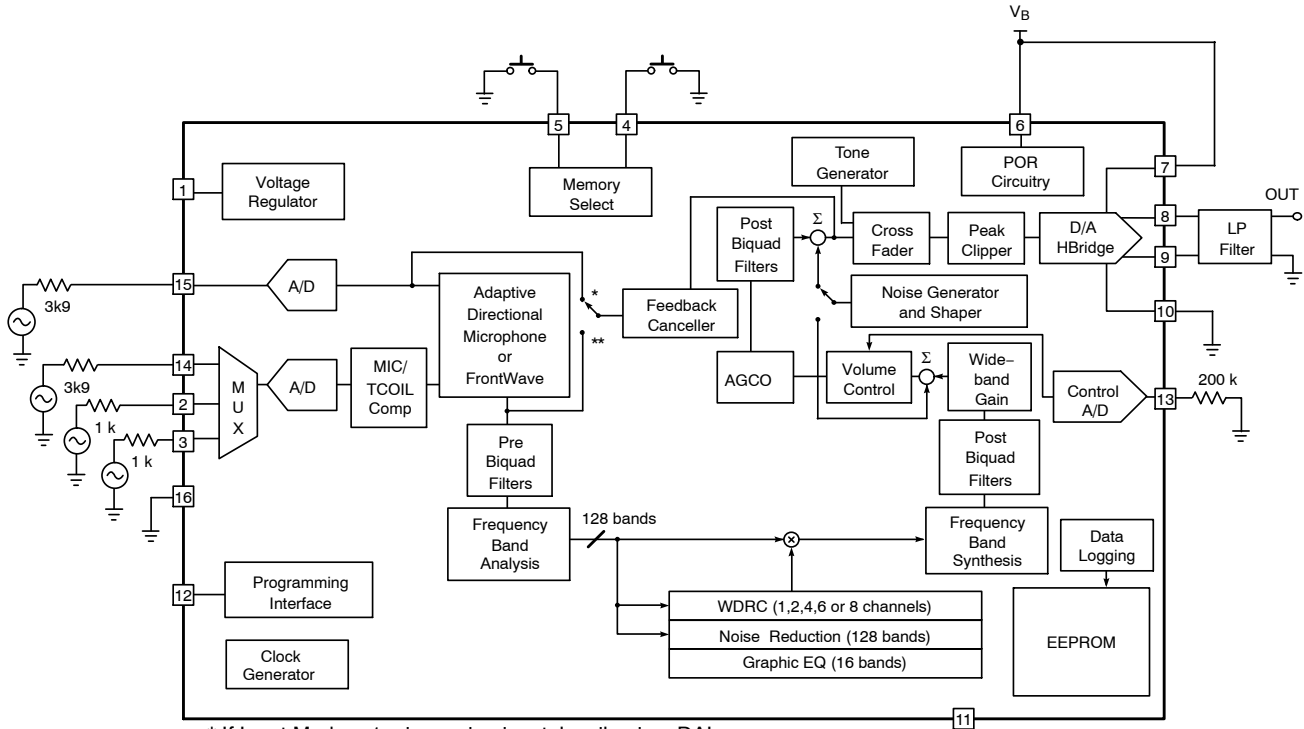 VB
5
4
6
Voltage
Regulator
1
Memory
Select
Tone
Generator
POR
Circuitry
7
OUT
Post
Biquad
Filters
Σ
Cross
Fader
Peak
Clipper
D/A
HBridge
8
9
LP
Filter
15
3k9
A/D
Adaptive
Directional
Microphone
or
FrontWave
*
**
Feedback
Canceller
Noise Generator
and Shaper
10
14
3k9
2
1 k
3
1 k
M
U
X
A/D
MIC/
TCOIL
Comp
AGCO
Volume
Control
Σ
Wide–
band
Gain
Control
A/D
13
200 k
16
Pre
Biquad
Filters
Post
Biquad
Filters
Frequency
Band
Analysis
128 bands
Frequency
Band
Synthesis
Data
Logging
12
Programming
Interface
WDRC (1,2,4,6 or 8 channels)
Noise Reduction (128 bands)
Graphic EQ (16 bands)
EEPROM
Clock
Generator
11